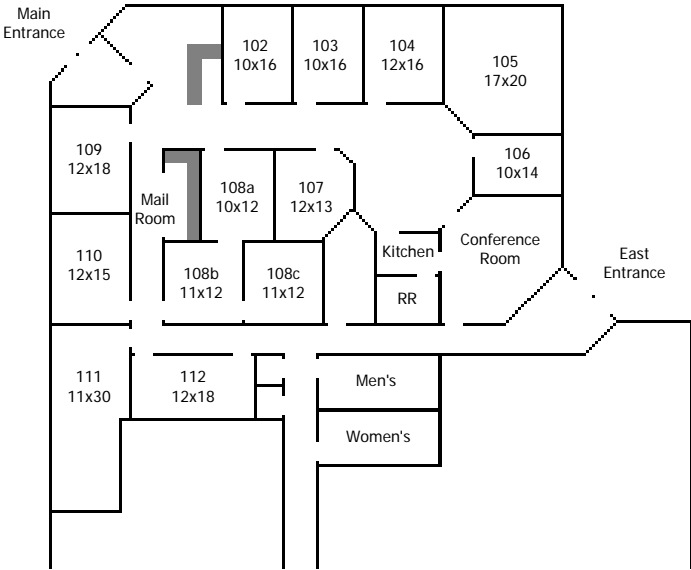 Main
Entrance
102
10x16
103
10x16
104
12x16
105
17x20
109
12x18
106
10x14
108a
10x12
107
12x13
Mail
Room
110
12x15
108b
11x12
108c
11x12
Kitchen
Conference
Room
East
Entrance
RR
111
11x30
112
12x18
Men's
Women's